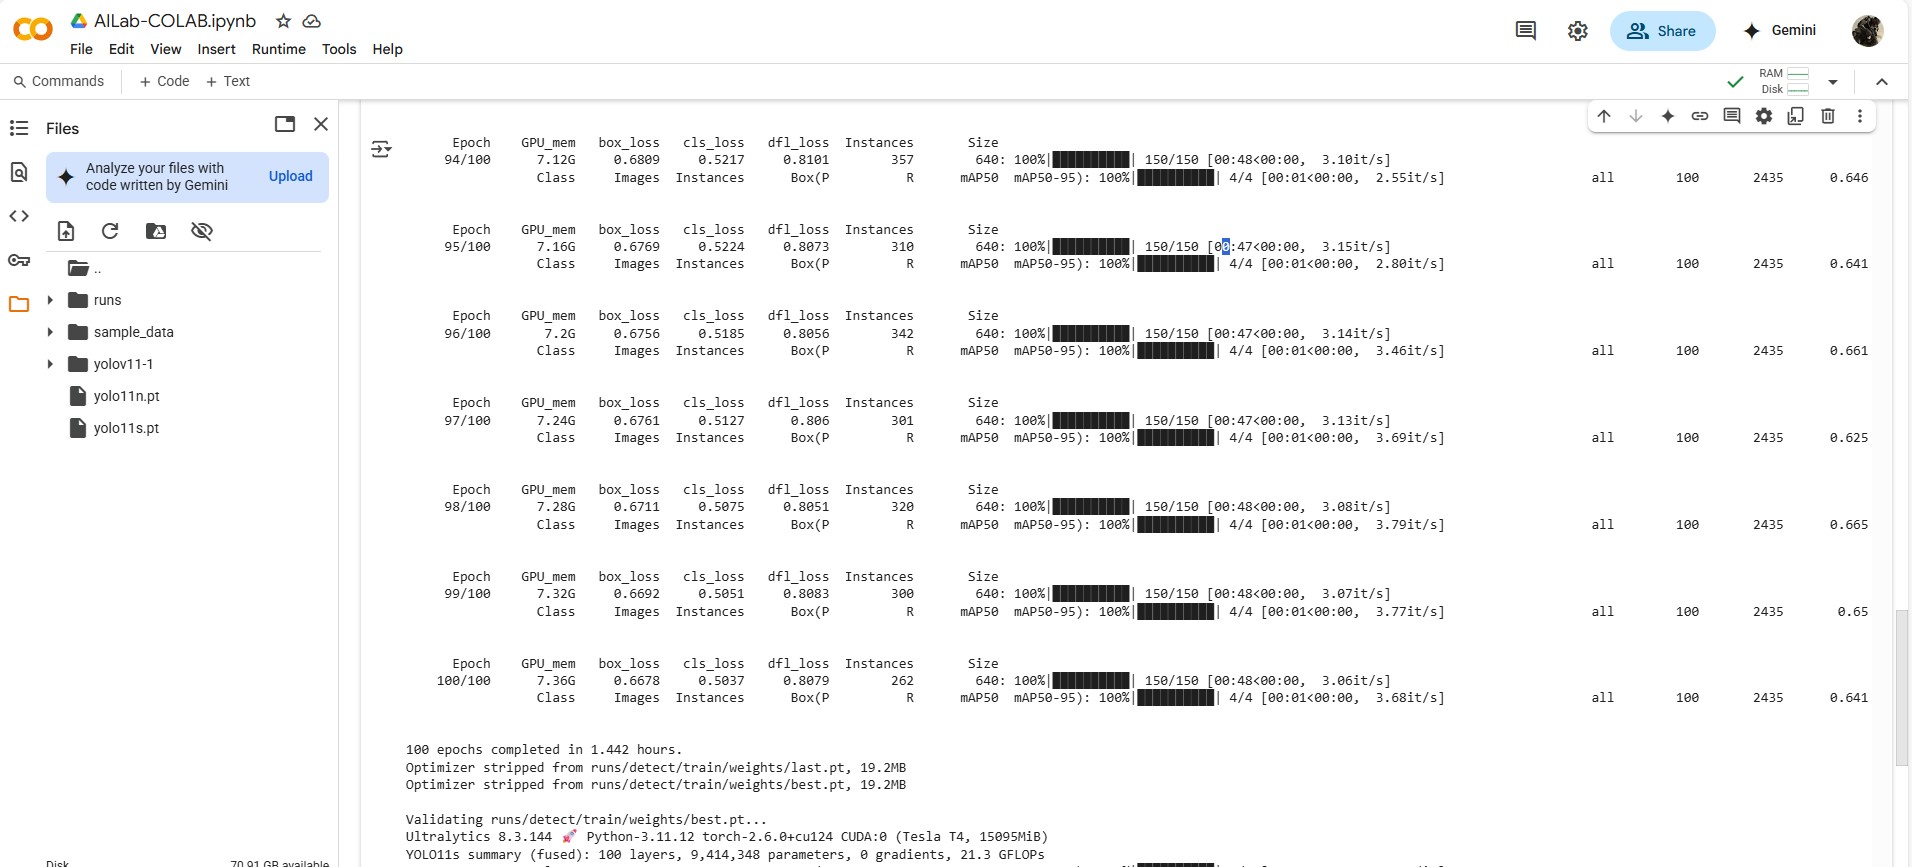 AILab-COLAB.ipynb
File Edit View Insert Runtime Tools Help
Share
Gemini
Commands + Code + Text
RAM
Disk
Files
Analyze your files with
code written by Gemini
Upload
..
runs
sample_data
yolov11-1
yolo11n.pt
yolo11s.pt
Disk 70.91 GB available
Epoch GPU_mem box_loss cls_loss dfl_loss Instances Size
94/100 7.12G 0.6809 0.5217 0.8101 357 640: 100%|██████████| 150/150 [00:48<00:00, 3.10it/s]
Class Images Instances Box(P R mAP50 mAP50-95): 100%|██████████| 4/4 [00:01<00:00, 2.55it/s] all 100 2435 0.646
Epoch GPU_mem box_loss cls_loss dfl_loss Instances Size
95/100 7.16G 0.6769 0.5224 0.8073 310 640: 100%|██████████| 150/150 [00:47<00:00, 3.15it/s]
Class Images Instances Box(P R mAP50 mAP50-95): 100%|██████████| 4/4 [00:01<00:00, 2.80it/s] all 100 2435 0.641
Epoch GPU_mem box_loss cls_loss dfl_loss Instances Size
96/100 7.2G 0.6756 0.5185 0.8056 342 640: 100%|██████████| 150/150 [00:47<00:00, 3.14it/s]
Class Images Instances Box(P R mAP50 mAP50-95): 100%|██████████| 4/4 [00:01<00:00, 3.46it/s] all 100 2435 0.661
Epoch GPU_mem box_loss cls_loss dfl_loss Instances Size
97/100 7.24G 0.6761 0.5127 0.806 301 640: 100%|██████████| 150/150 [00:47<00:00, 3.13it/s]
Class Images Instances Box(P R mAP50 mAP50-95): 100%|██████████| 4/4 [00:01<00:00, 3.69it/s] all 100 2435 0.625
Epoch GPU_mem box_loss cls_loss dfl_loss Instances Size
98/100 7.28G 0.6711 0.5075 0.8051 320 640: 100%|██████████| 150/150 [00:48<00:00, 3.08it/s]
Class Images Instances Box(P R mAP50 mAP50-95): 100%|██████████| 4/4 [00:01<00:00, 3.79it/s] all 100 2435 0.665
Epoch GPU_mem box_loss cls_loss dfl_loss Instances Size
99/100 7.32G 0.6692 0.5051 0.8083 300 640: 100%|██████████| 150/150 [00:48<00:00, 3.07it/s]
Class Images Instances Box(P R mAP50 mAP50-95): 100%|██████████| 4/4 [00:01<00:00, 3.77it/s] all 100 2435 0.65
Epoch GPU_mem box_loss cls_loss dfl_loss Instances Size
100/100 7.36G 0.6678 0.5037 0.8079 262 640: 100%|██████████| 150/150 [00:48<00:00, 3.06it/s]
Class Images Instances Box(P R mAP50 mAP50-95): 100%|██████████| 4/4 [00:01<00:00, 3.68it/s] all 100 2435 0.641
100 epochs completed in 1.442 hours.
Optimizer stripped from runs/detect/train/weights/last.pt, 19.2MB
Optimizer stripped from runs/detect/train/weights/best.pt, 19.2MB
Validating runs/detect/train/weights/best.pt...
Ultralytics 8.3.144 🚀 Python-3.11.12 torch-2.6.0+cu124 CUDA:0 (Tesla T4, 15095MiB)
YOLO11s summary (fused): 100 layers, 9,414,348 parameters, 0 gradients, 21.3 GFLOPs